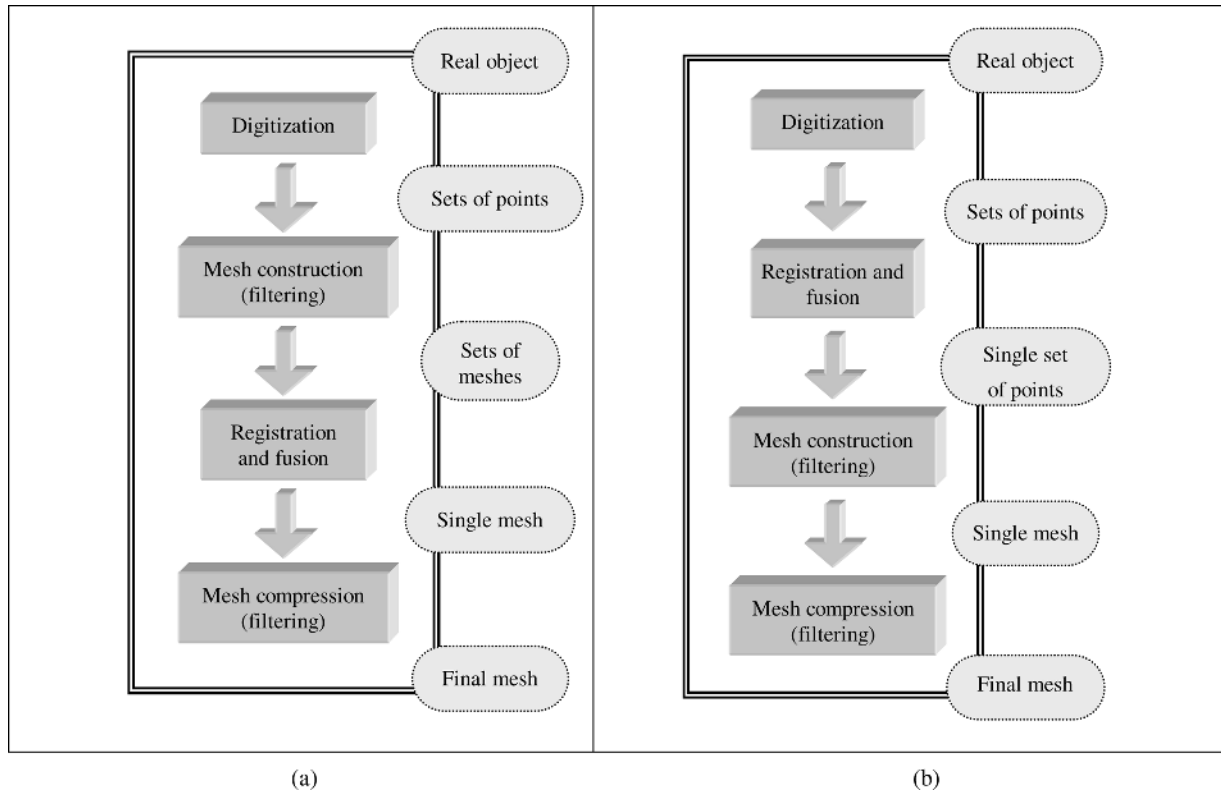 Real object
Digitization
Sets of points
Mesh construction
(filtering)
Sets of
meshes
Registration
and fusion
Single mesh
Mesh compression
(filtering)
Final mesh
(a)
Real object
Digitization
Sets of points
Registration and
fusion
Single set
of points
Mesh construction
(filtering)
Single mesh
Mesh compression
(filtering)
Final mesh
(b)